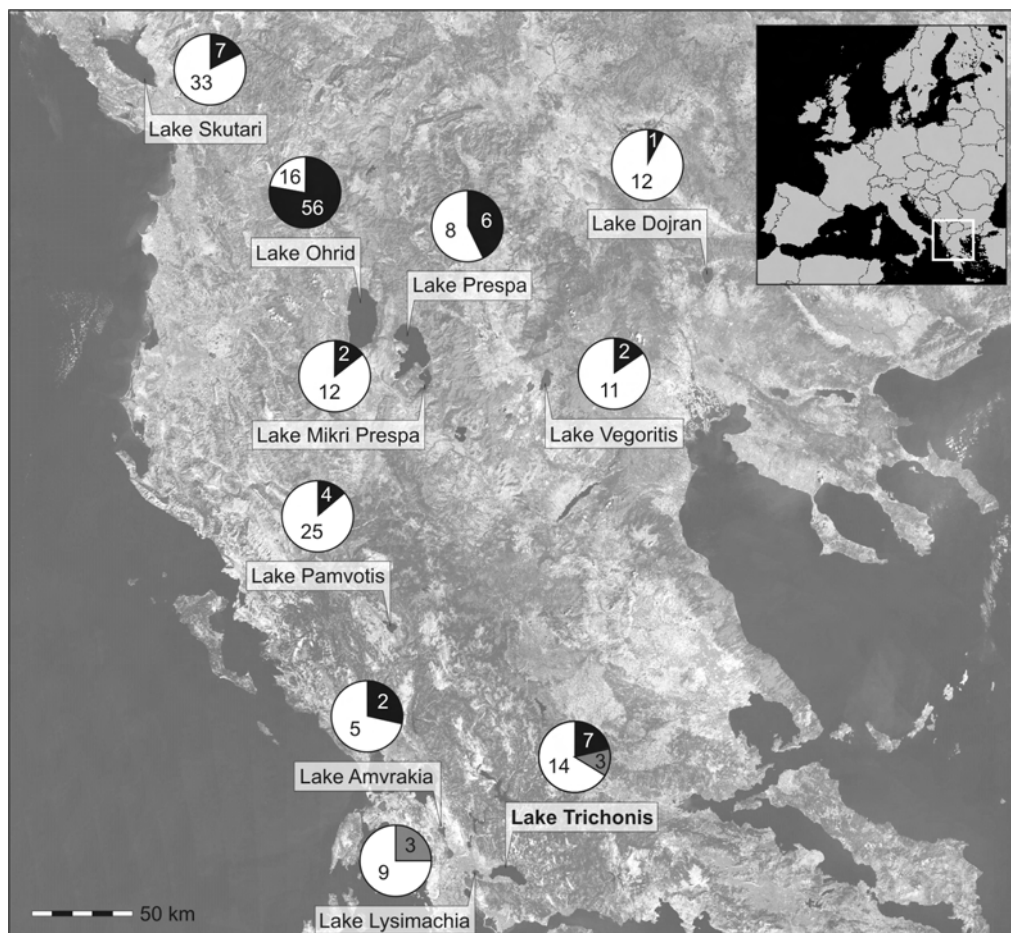 7
33
Lake Skutari
16
56
Lake Ohrid
6
8
Lake Prespa
1
12
Lake Dojran
2
12
Lake Mikri Prespa
2
11
Lake Vegoritis
4
25
Lake Pamvotis
2
5
Lake Amvrakia
7
3
14
Lake Trichonis
3
9
Lake Lysimachia
50 km